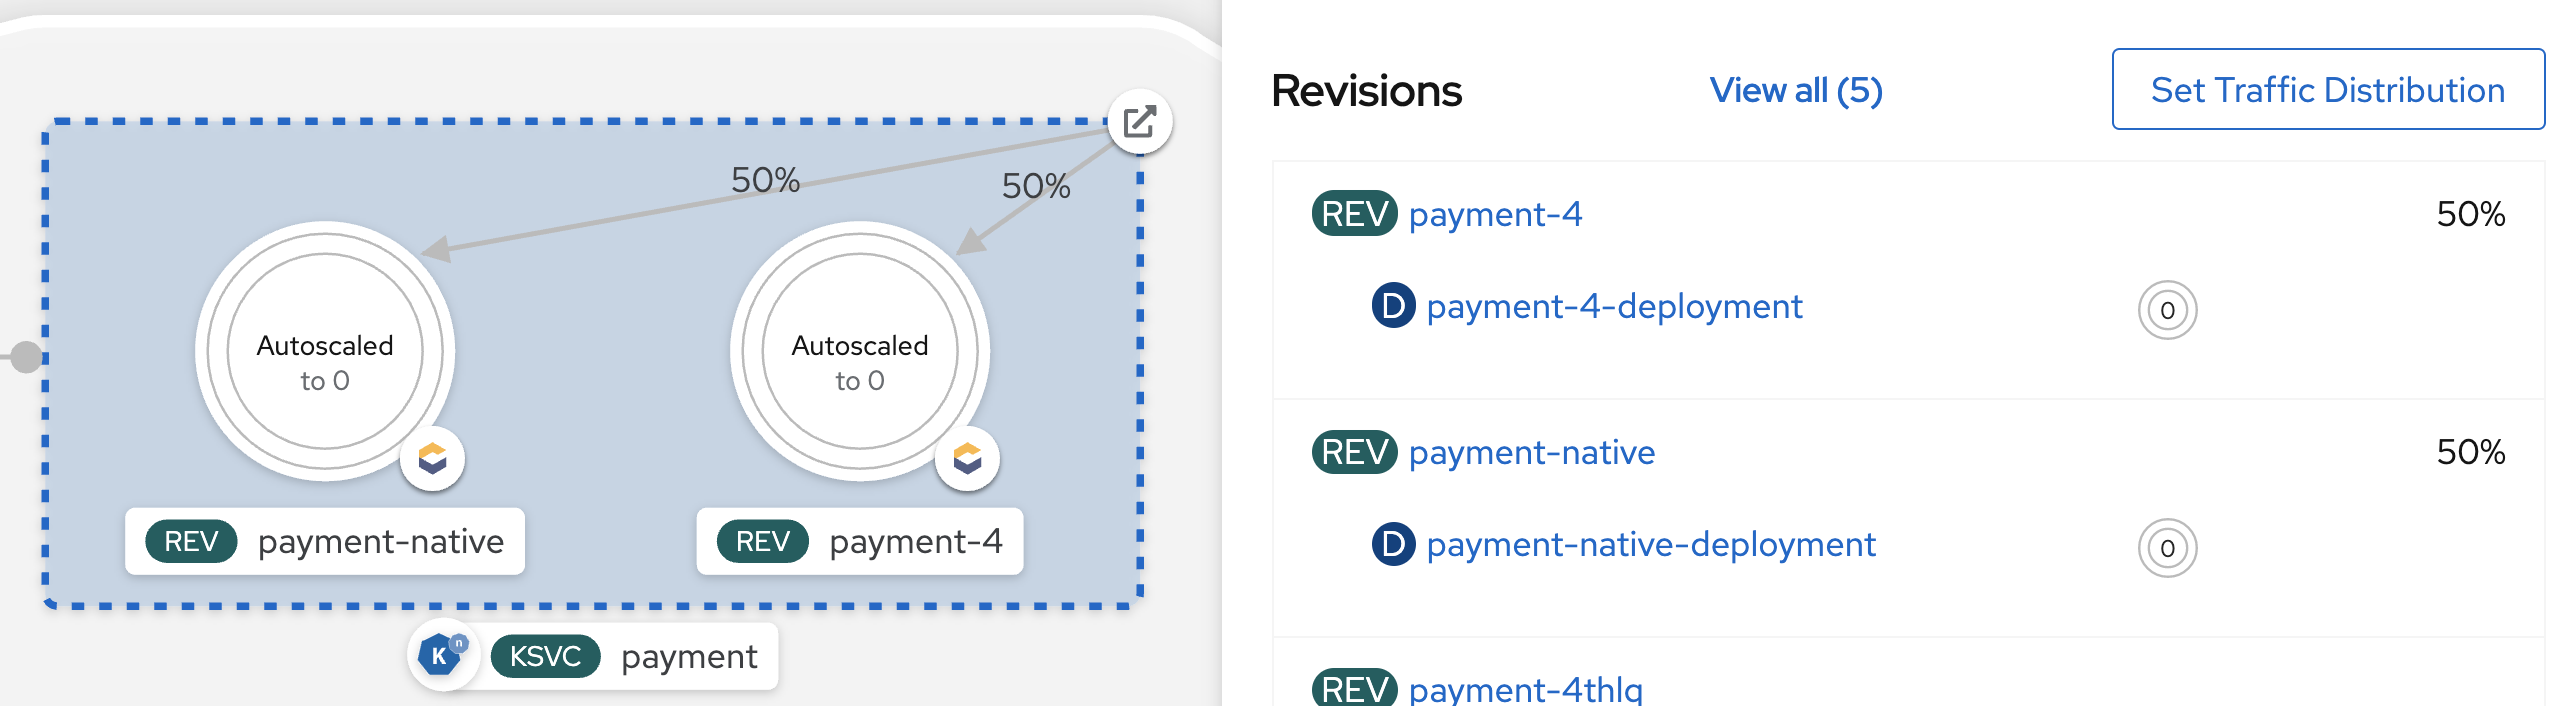 50%
50%
Autoscaled
to 0
Autoscaled
to 0
REV payment-native
REV payment-4
K n KSVC payment
Revisions View all (5) Set Traffic Distribution
REV payment-4 50%
D payment-4-deployment 0
REV payment-native 50%
D payment-native-deployment 0
REV payment-4thlq